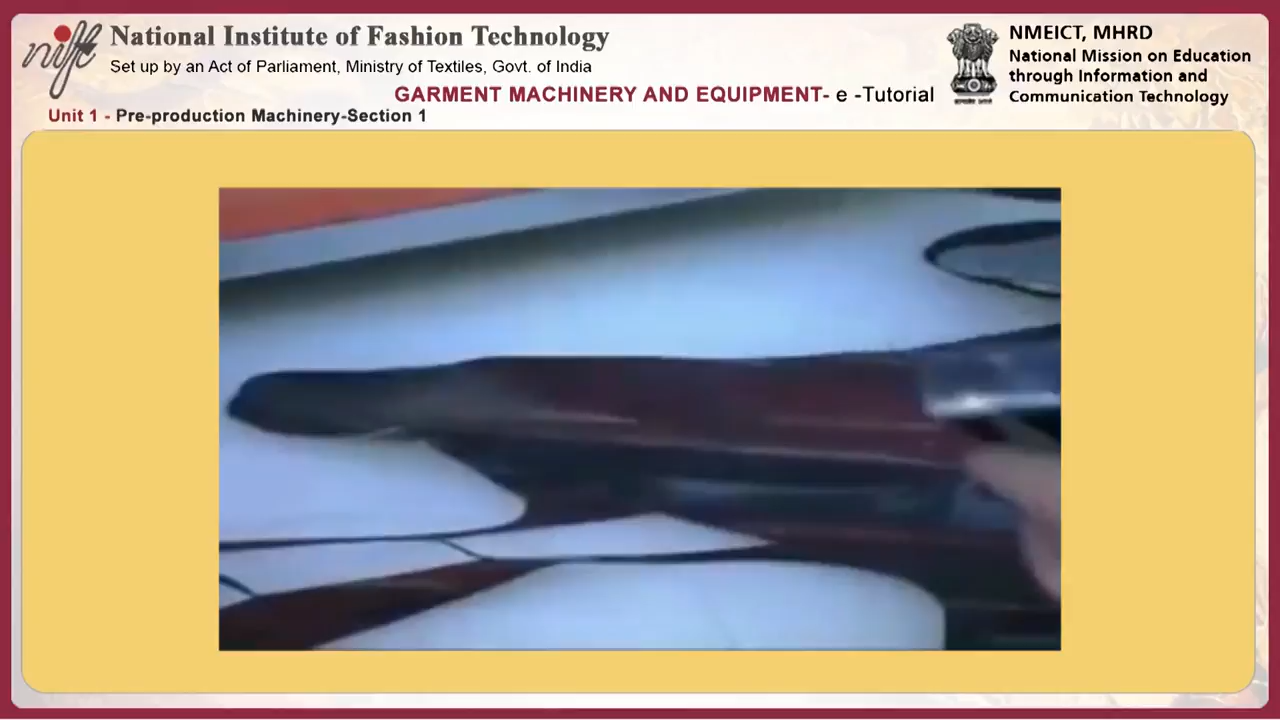 nift
National Institute of Fashion Technology
Set up by an Act of Parliament, Ministry of Textiles, Govt. of India
GARMENT MACHINERY AND EQUIPMENT- e -Tutorial
Unit 1 - Pre-production Machinery-Section 1
NMEICT, MHRD
National Mission on Education
through Information and
Communication Technology